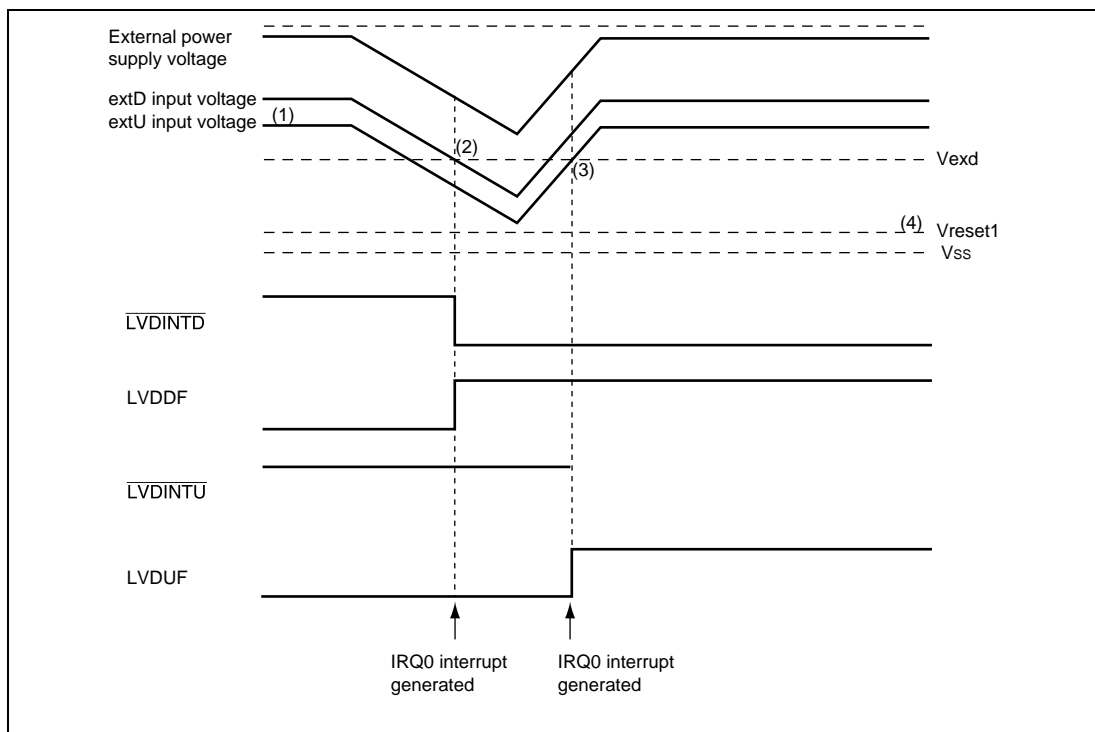 External power
supply voltage
extD input voltage
extU input voltage
(1)
(2)
(3)
Vexd
(4)
Vreset1
Vss
LVDINTD
LVDDF
LVDINTU
LVDUF
IRQ0 interrupt
generated
IRQ0 interrupt
generated